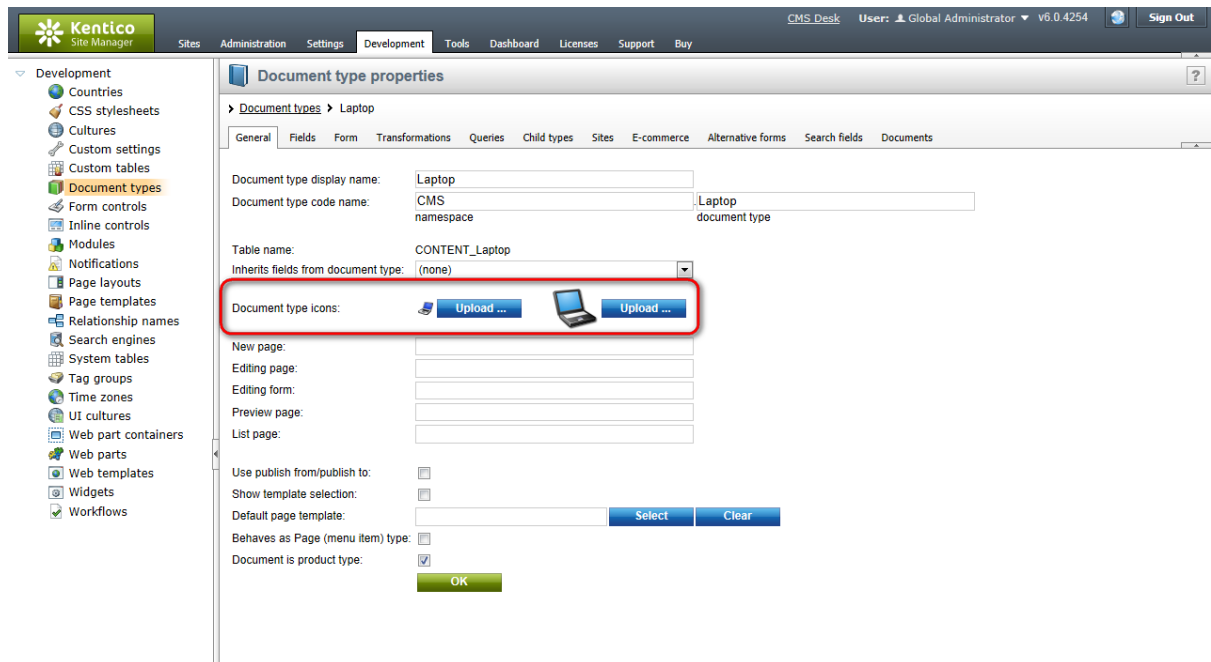 Kentico
Site Manager
CMS Desk User: Global Administrator v6.0.4254 Sign Out
Sites Administration Settings Development Tools Dashboard Licenses Support Buy
Development
Countries
CSS stylesheets
Cultures
Custom settings
Custom tables
Document types
Form controls
Inline controls
Modules
Notifications
Page layouts
Page templates
Relationship names
Search engines
System tables
Tag groups
Time zones
UI cultures
Web part containers
Web parts
Web templates
Widgets
Workflows
Document type properties ?
Document types > Laptop
General Fields Form Transformations Queries Child types Sites E-commerce Alternative forms Search fields Documents
Document type display name: Laptop
Document type code name: CMS .Laptop
namespace document type
Table name: CONTENT_Laptop
Inherits fields from document type: (none)
Document type icons: Upload ... Upload ...
New page:
Editing page:
Editing form:
Preview page:
List page:
Use publish from/publish to:
Show template selection:
Default page template: Select Clear
Behaves as Page (menu item) type:
Document is product type:
OK